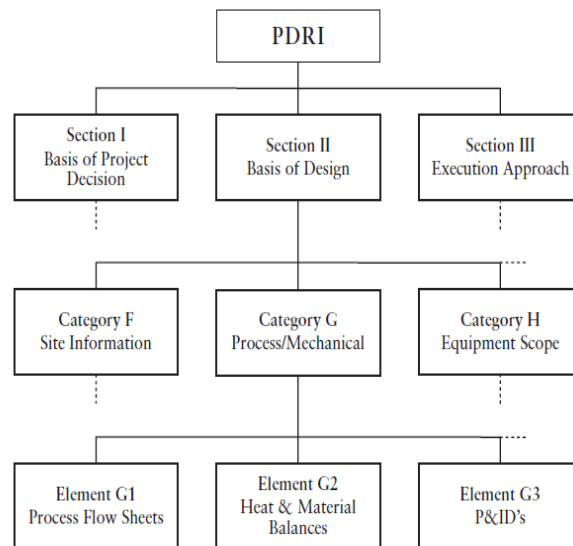 PDRI
Section I
Basis of Project
Decision
Section II
Basis of Design
Section III
Execution Approach
Category F
Site Information
Category G
Process/Mechanical
Category H
Equipment Scope
Element G1
Process Flow Sheets
Element G2
Heat & Material
Balances
Element G3
P&ID's